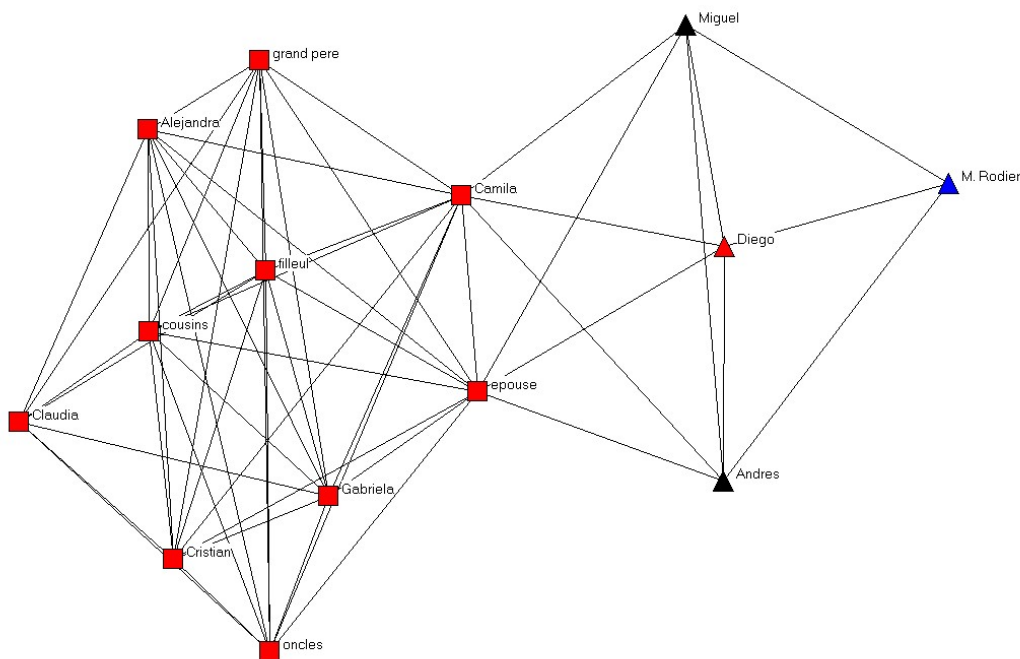 Miguel
grand pere
Alejandra
M. Rodier
Camila
Diego
filleul
cousins
epouse
Claudia
Andres
Gabriela
Cristian
oncles